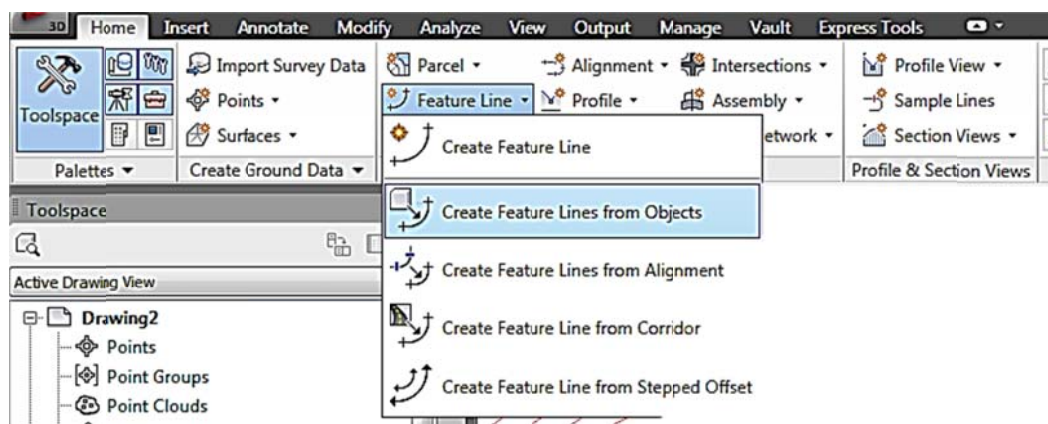 3D Home Insert Annotate Modify Analyze View Output Manage Vault Express Tools
Import Survey Data Parcel Alignment Intersections Profile View
Toolspace Points Feature Line Profile Assembly Sample Lines
Surfaces Create Feature Line etwork Section Views
Palettes Create Ground Data Profile & Section Views
Create Feature Lines from Objects
Toolspace
Create Feature Lines from Alignment
Active Drawing View
Drawing2
Create Feature Line from Corridor
Points
Point Groups
Create Feature Line from Stepped Offset
Point Clouds